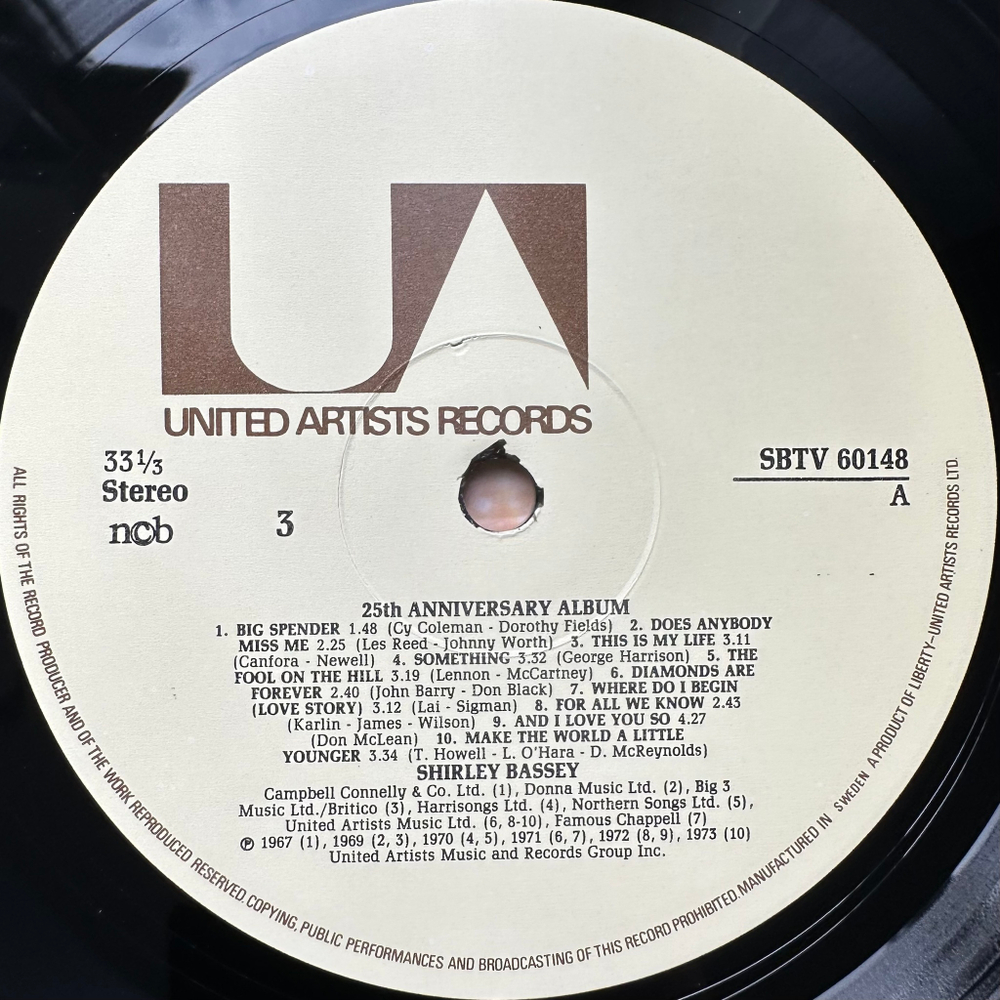 UA
UNITED ARTISTS RECORDS
33 1/3
Stereo
ncb
3
SBTV 60148
A
25th ANNIVERSARY ALBUM
1. BIG SPENDER 1.48 (Cy Coleman - Dorothy Fields) 2. DOES ANYBODY
MISS ME 2.25 (Les Reed - Johnny Worth) 3. THIS IS MY LIFE 3.11
(Canfora - Newell) 4. SOMETHING 3.32 (George Harrison) 5. THE
FOOL ON THE HILL 3.19 (Lennon - McCartney) 6. DIAMONDS ARE
FOREVER 2.40 (John Barry - Don Black) 7. WHERE DO I BEGIN
(LOVE STORY) 3.12 (Lai - Sigman) 8. FOR ALL WE KNOW 2.43
(Karlin - James - Wilson) 9. AND I LOVE YOU SO 4.27
(Don McLean) 10. MAKE THE WORLD A LITTLE
YOUNGER 3.34 (T. Howell - L. O'Hara - D. McReynolds)
SHIRLEY BASSEY
Campbell Connelly & Co. Ltd. (1), Donna Music Ltd. (2), Big 3
Music Ltd./Britico (3), Harrisongs Ltd. (4), Northern Songs Ltd. (5),
United Artists Music Ltd. (6, 8-10), Famous Chappell (7)
℗ 1967 (1), 1969 (2, 3), 1970 (4, 5), 1971 (6, 7), 1972 (8, 9), 1973 (10)
United Artists Music and Records Group Inc.
ALL RIGHTS OF THE RECORD PRODUCER AND OF THE WORK REPRODUCED RESERVED. COPYING, PUBLIC PERFORMANCES AND BROADCASTING OF THIS RECORD PROHIBITED. MANUFACTURED IN SWEDEN A PRODUCT OF LIBERTY-UNITED ARTISTS RECORDS LTD.